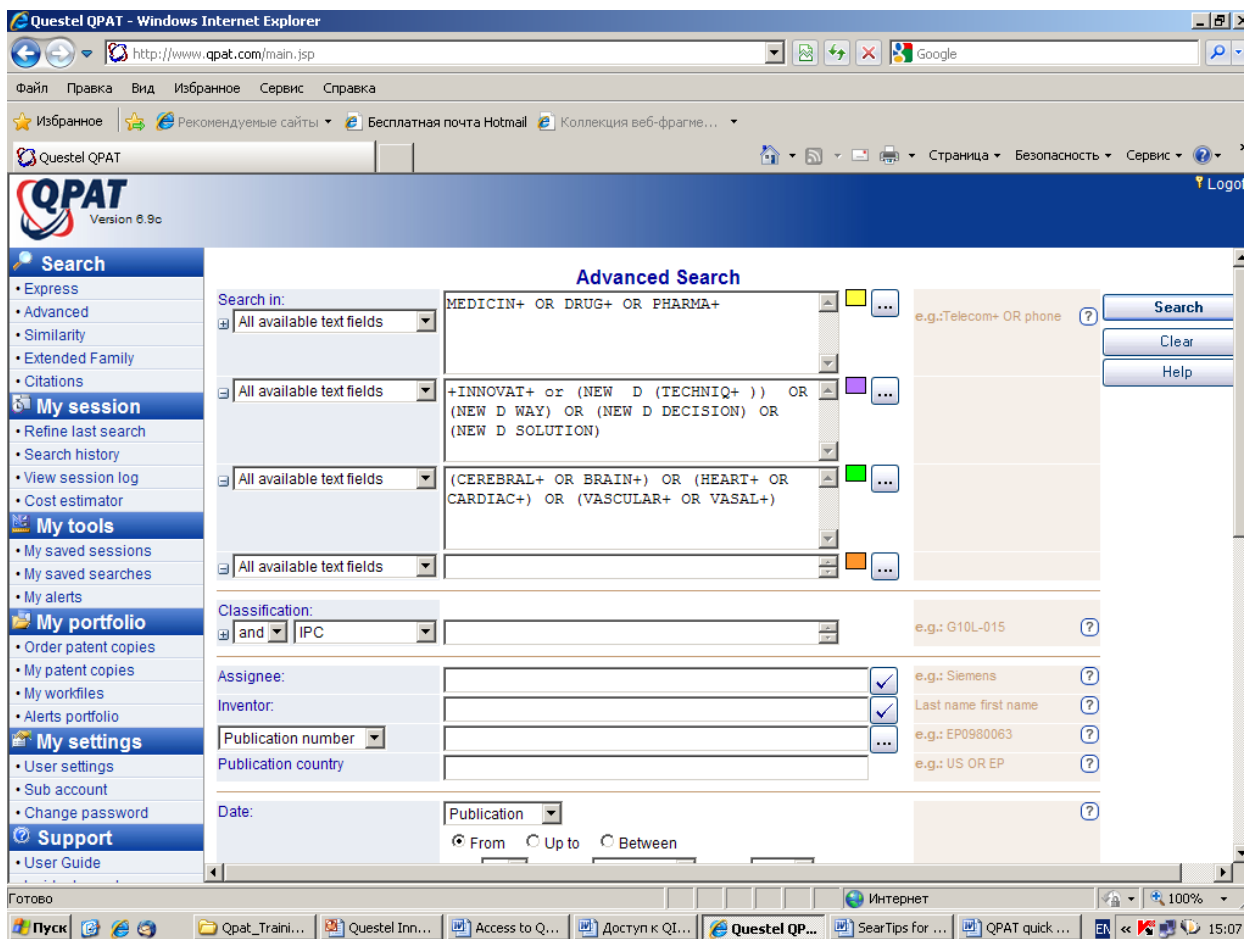 Questel QPAT - Windows Internet Explorer
http://www.qpat.com/main.jsp
Google
Файл Правка Вид Избранное Сервис Справка
Избранное Рекомендуемые сайты Бесплатная почта Hotmail Коллекция веб-фрагме...
Questel QPAT Страница Безопасность Сервис
QPAT
Version 6.9c
Search
• Express
• Advanced
• Similarity
• Extended Family
• Citations
My session
• Refine last search
• Search history
• View session log
• Cost estimator
My tools
• My saved sessions
• My saved searches
• My alerts
My portfolio
• Order patent copies
• My patent copies
• My workfiles
• Alerts portfolio
My settings
• User settings
• Sub account
• Change password
Support
• User Guide
Advanced Search
Search in:
All available text fields
MEDICIN+ OR DRUG+ OR PHARMA+
...
e.g.:Telecom+ OR phone ?
Search
Clear
Help
All available text fields
+INNOVAT+ or (NEW D (TECHNIQ+ )) OR
(NEW D WAY) OR (NEW D DECISION) OR
(NEW D SOLUTION)
...
All available text fields
(CEREBRAL+ OR BRAIN+) OR (HEART+ OR
CARDIAC+) OR (VASCULAR+ OR VASAL+)
...
All available text fields
...
Classification:
and IPC
e.g.: G10L-015 ?
Assignee:
e.g.: Siemens ?
Inventor:
Last name first name ?
Publication number
...
e.g.: EP0980063 ?
Publication country
e.g.: US OR EP ?
Date:
Publication
?
From Up to Between
Готово Интернет 100%
Пуск Qpat_Traini... Questel Inn... Access to Q... Доступ к QI... Questel QP... SearTips for ... QPAT quick ... EN « 15:07